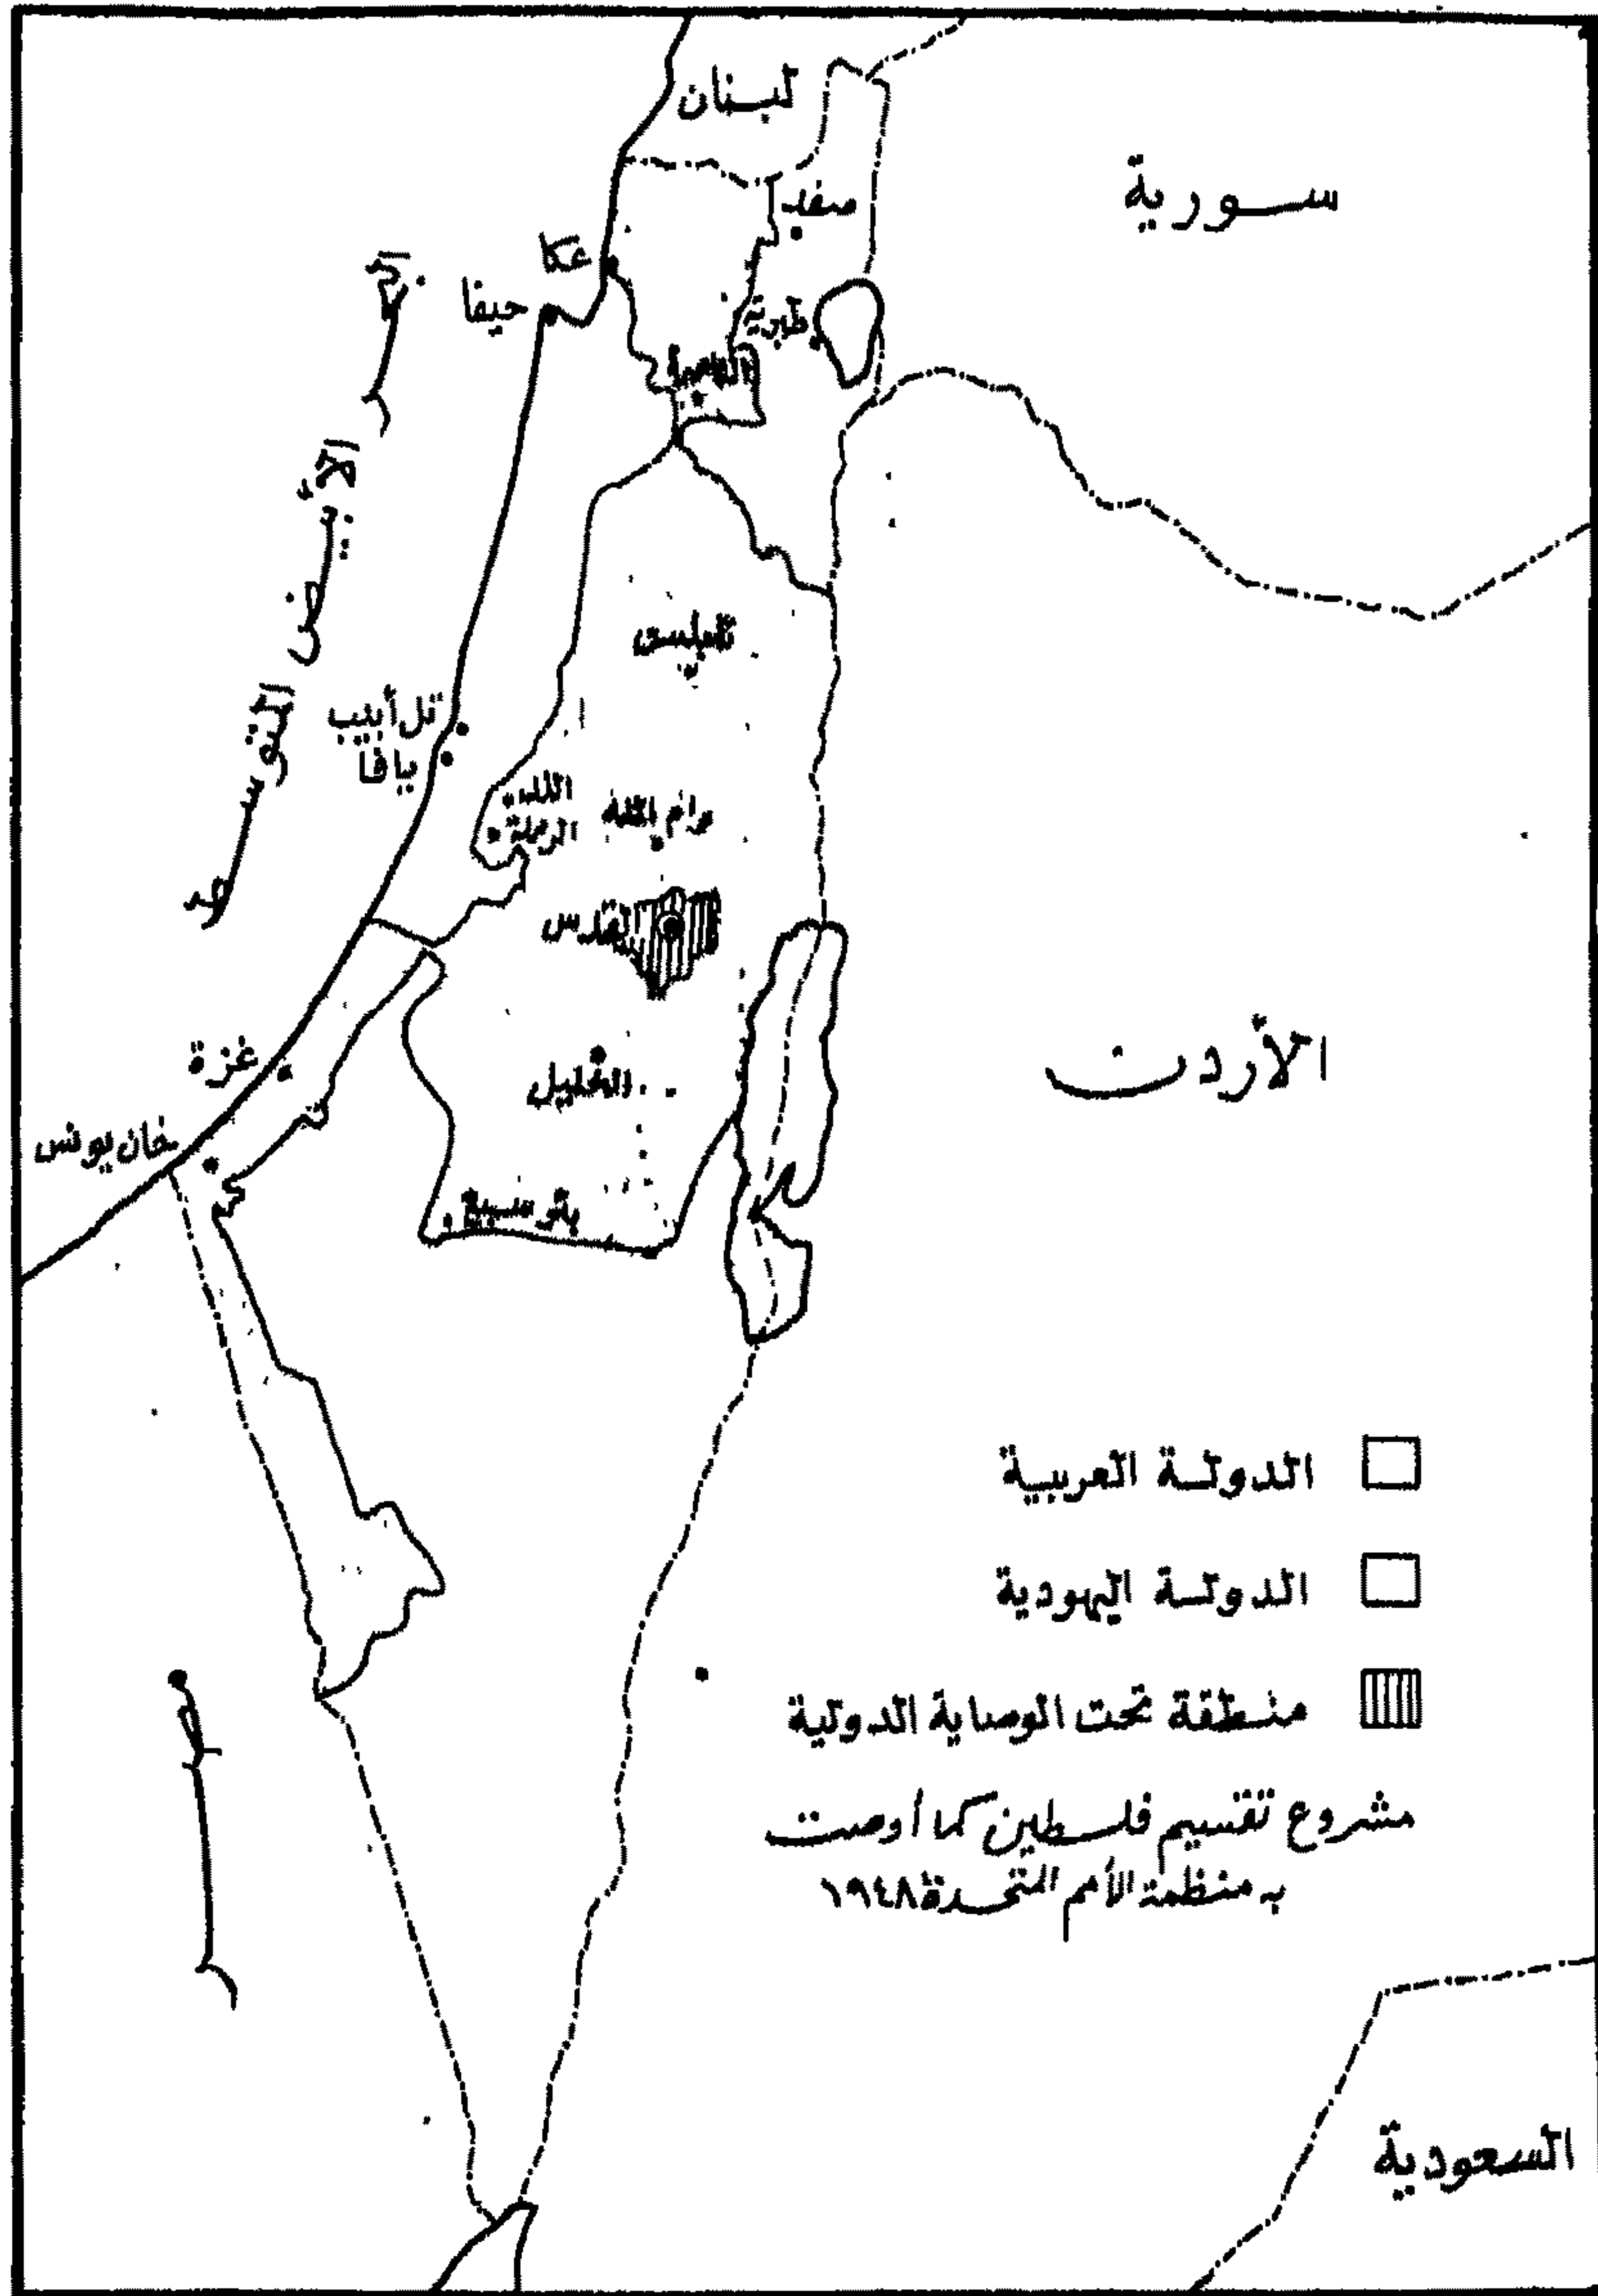 لبنان
سورية
صفد
عكا
حيفا
طبرية
الناصرة
البحر
الأبيض
المتوسط
نابلس
تل أبيب
يافا
اللد
الرملة
رام الله
القدس
غزة
الخليل
الأردن
خان يونس
بئر سبع
الدولة العربية
الدولة اليهودية
منطقة تحت الوصاية الدولية
مشروع تقسيم فلسطين كما أوصت
به منظمة الأمم المتحدة ١٩٤٨
مصر
السعودية